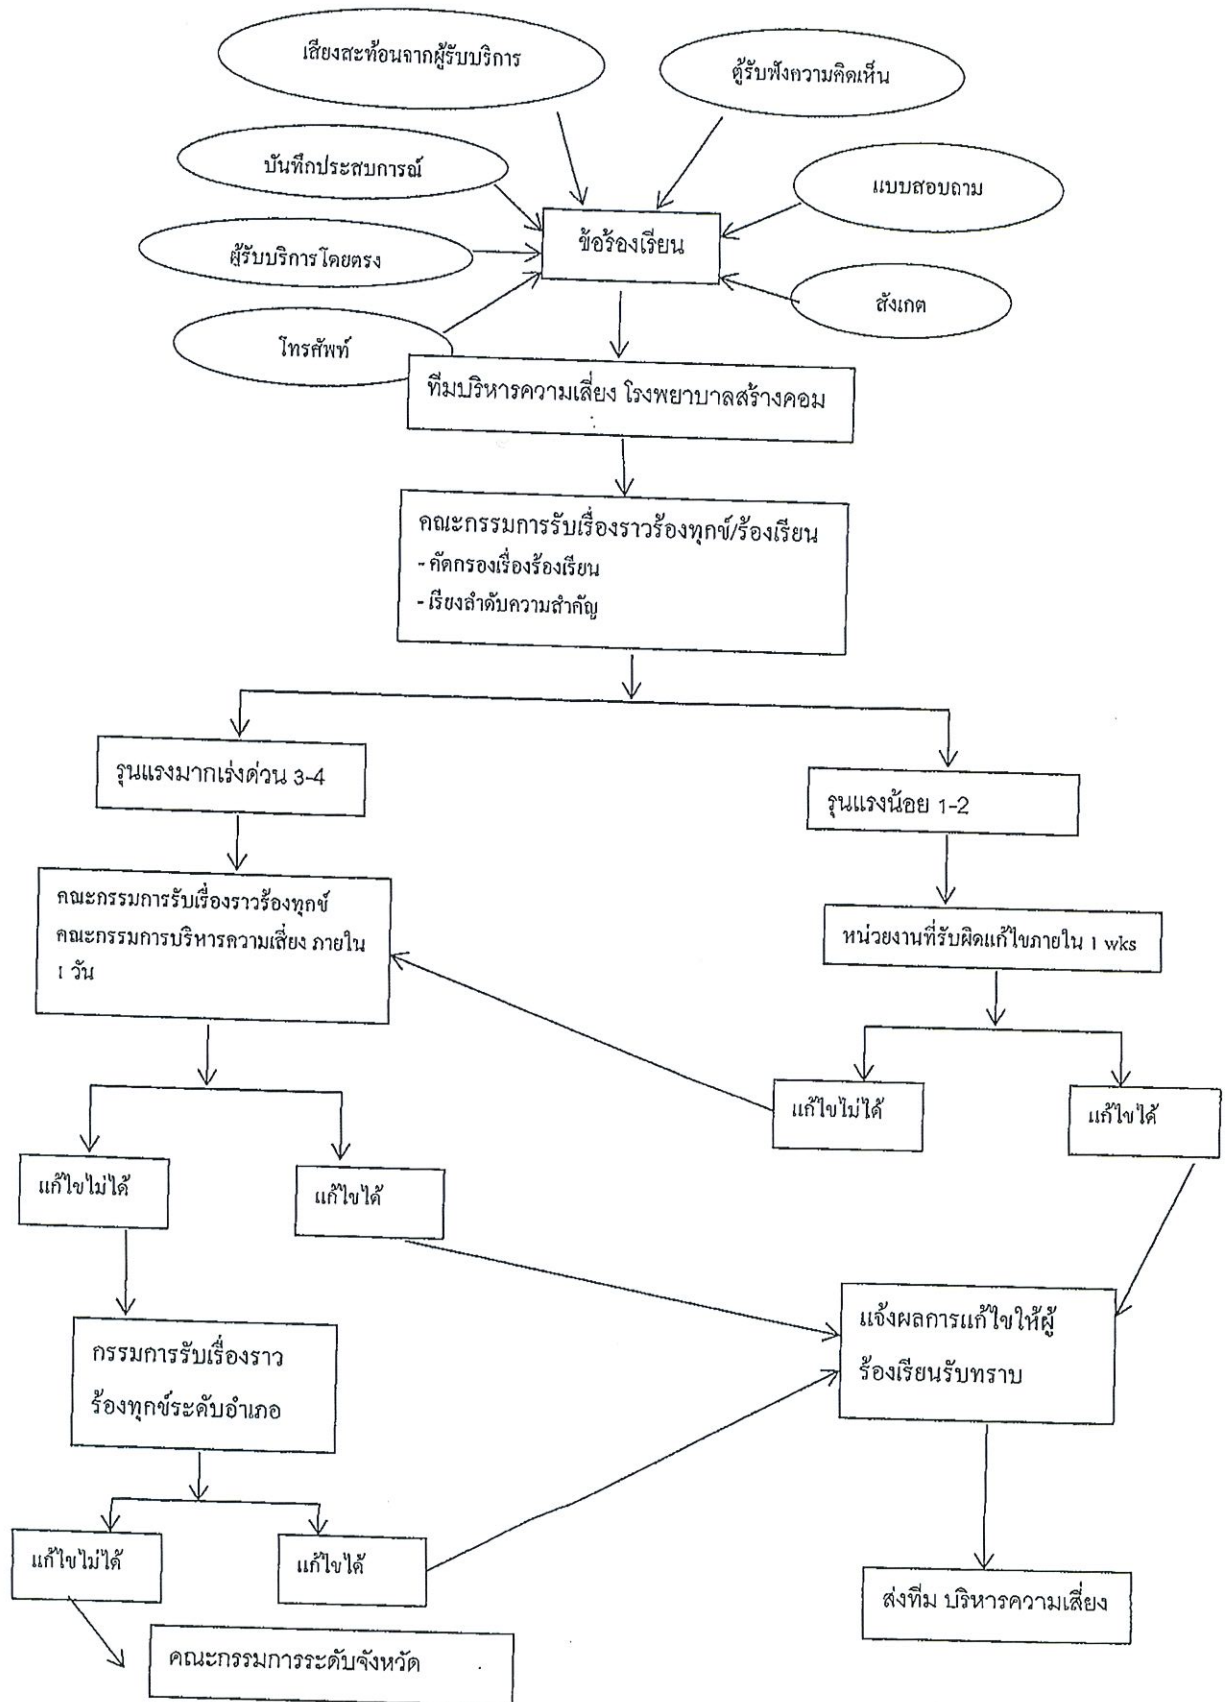 เสียงสะท้อนจากผู้รับบริการ
ตู้รับฟังความคิดเห็น
บันทึกประสบการณ์
แบบสอบถาม
ข้อร้องเรียน
ผู้รับบริการโดยตรง
สังเกต
โทรศัพท์
ทีมบริหารความเสี่ยง โรงพยาบาลสร้างคอม
คณะกรรมการรับเรื่องราวร้องทุกข์/ร้องเรียน
- คัดกรองเรื่องร้องเรียน
- เรียงลำดับความสำคัญ
รุนแรงมากเร่งด่วน 3-4
รุนแรงน้อย 1-2
คณะกรรมการรับเรื่องราวร้องทุกข์
คณะกรรมการบริหารความเสี่ยง ภายใน
1 วัน
หน่วยงานที่รับผิดแก้ไขภายใน 1 wks
แก้ไขไม่ได้
แก้ไขได้
แก้ไขไม่ได้
แก้ไขได้
แจ้งผลการแก้ไขให้ผู้
ร้องเรียนรับทราบ
กรรมการรับเรื่องราว
ร้องทุกข์ระดับอำเภอ
แก้ไขไม่ได้
แก้ไขได้
ส่งทีม บริหารความเสี่ยง
คณะกรรมการระดับจังหวัด